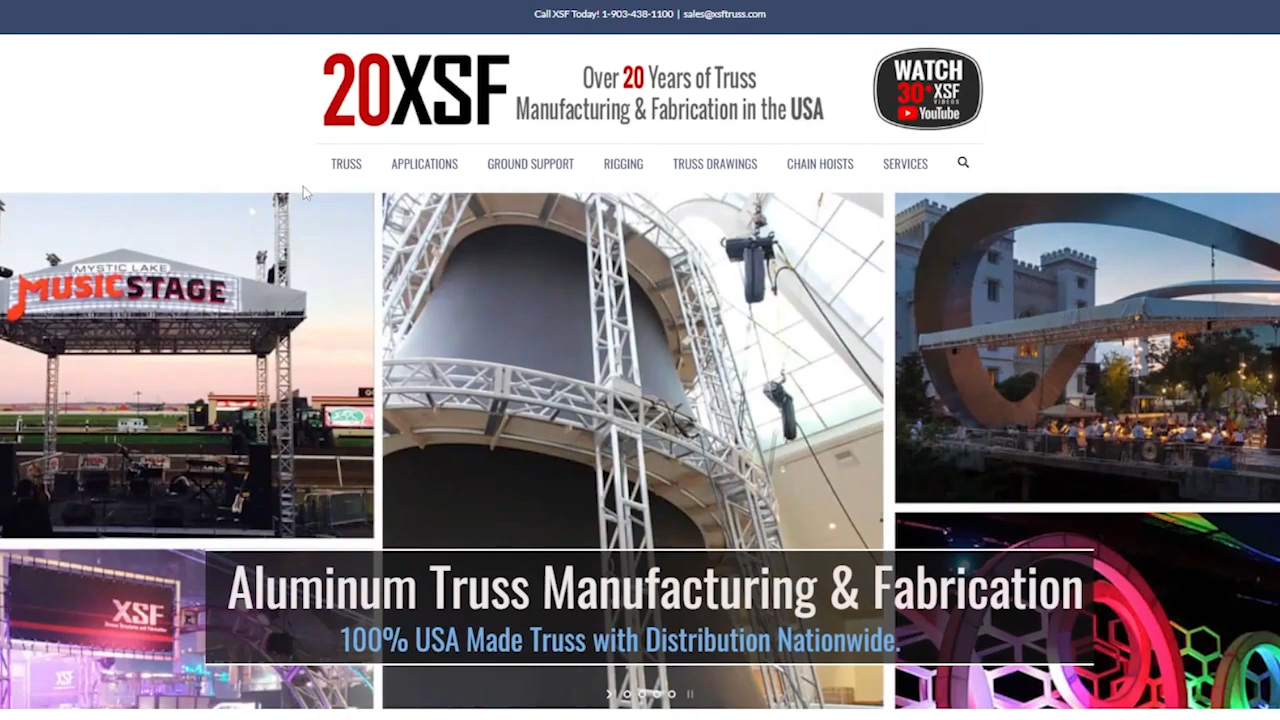 Call XSF Today! 1-903-438-1100 | sales@xsftruss.com
20XSF
Over 20 Years of Truss
Manufacturing & Fabrication in the USA
WATCH
30+ XSF
VIDEOS
YouTube
TRUSS
APPLICATIONS
GROUND SUPPORT
RIGGING
TRUSS DRAWINGS
CHAIN HOISTS
SERVICES
MYSTIC LAKE
MUSIC STAGE
XSF
XSF
Aluminum Truss Manufacturing & Fabrication
100% USA Made Truss with Distribution Nationwide.